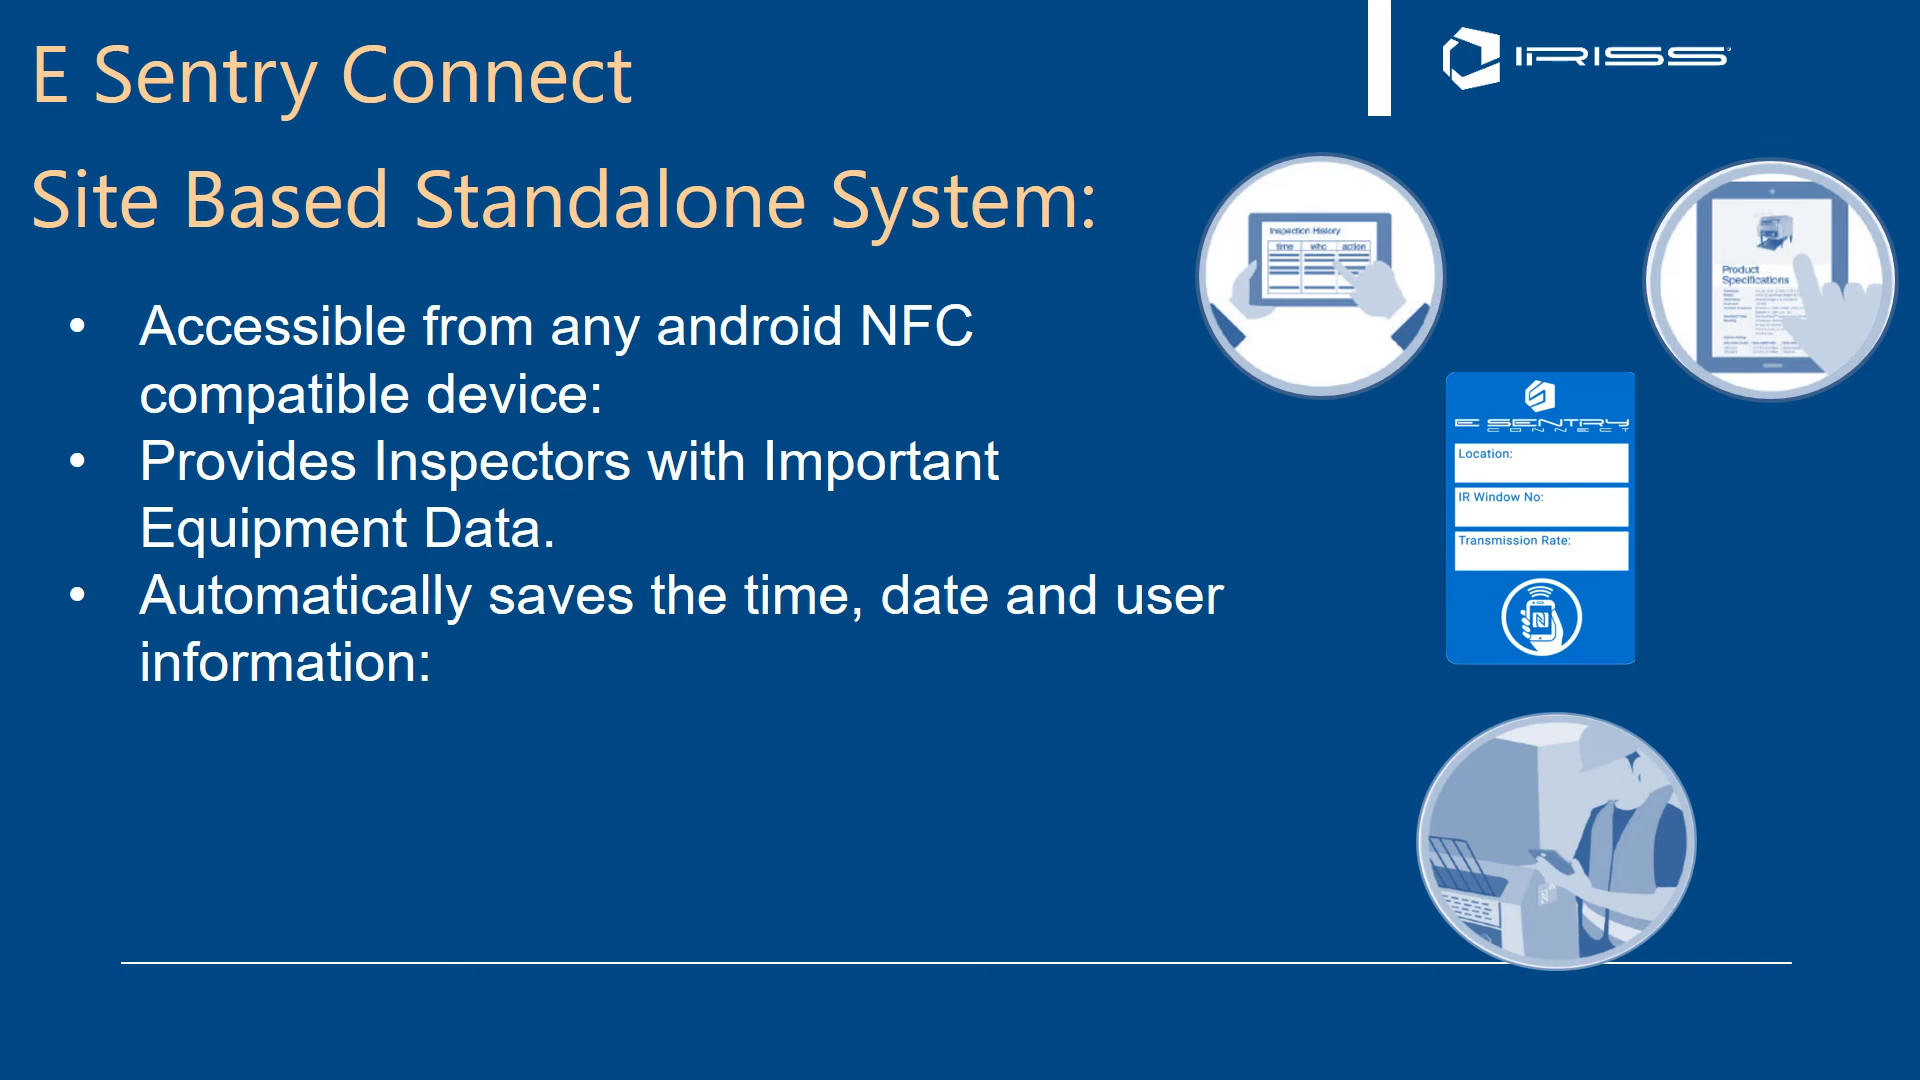 E Sentry Connect
IRISS
Site Based Standalone System:
• Accessible from any android NFC
compatible device:
• Provides Inspectors with Important
Equipment Data.
• Automatically saves the time, date and user
information:
Inspection History
time who action
Product
Specifications
E SENTRY
CONNECT
Location:
IR Window No:
Transmission Rate: